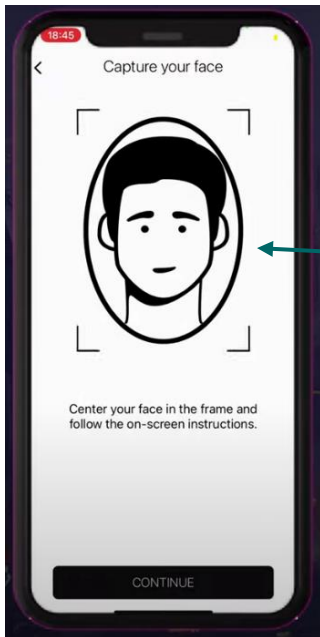 18:45
Capture your face
Center your face in the frame and
follow the on-screen instructions.
CONTINUE